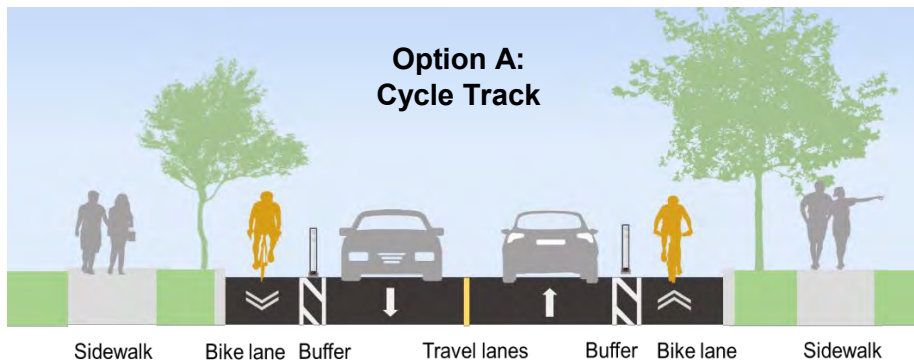 Option A:
Cycle Track
Sidewalk Bike lane Buffer Travel lanes Buffer Bike lane Sidewalk